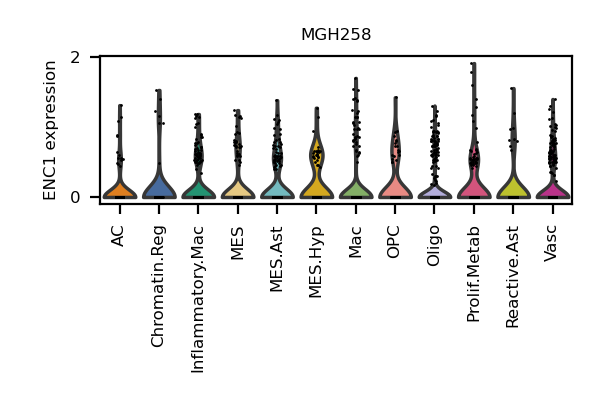 MGH258
ENC1 expression
2
0
AC
Chromatin.Reg
Inflammatory.Mac
MES
MES.Ast
MES.Hyp
Mac
OPC
Oligo
Prolif.Metab
Reactive.Ast
Vasc